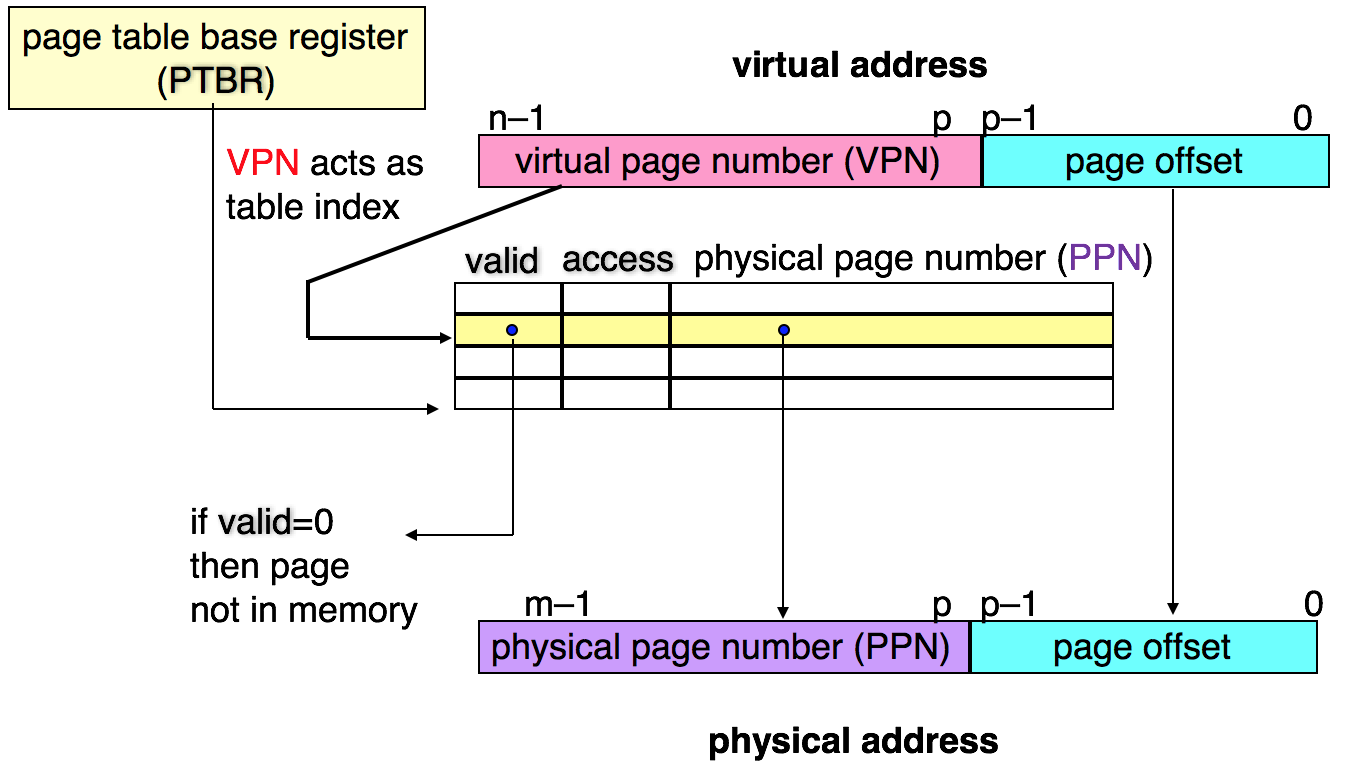 page table base register
(PTBR)
virtual address
n–1 p p–1 0
virtual page number (VPN) page offset
VPN acts as
table index
valid access physical page number (PPN)
if valid=0
then page
not in memory
m–1 p p–1 0
physical page number (PPN) page offset
physical address